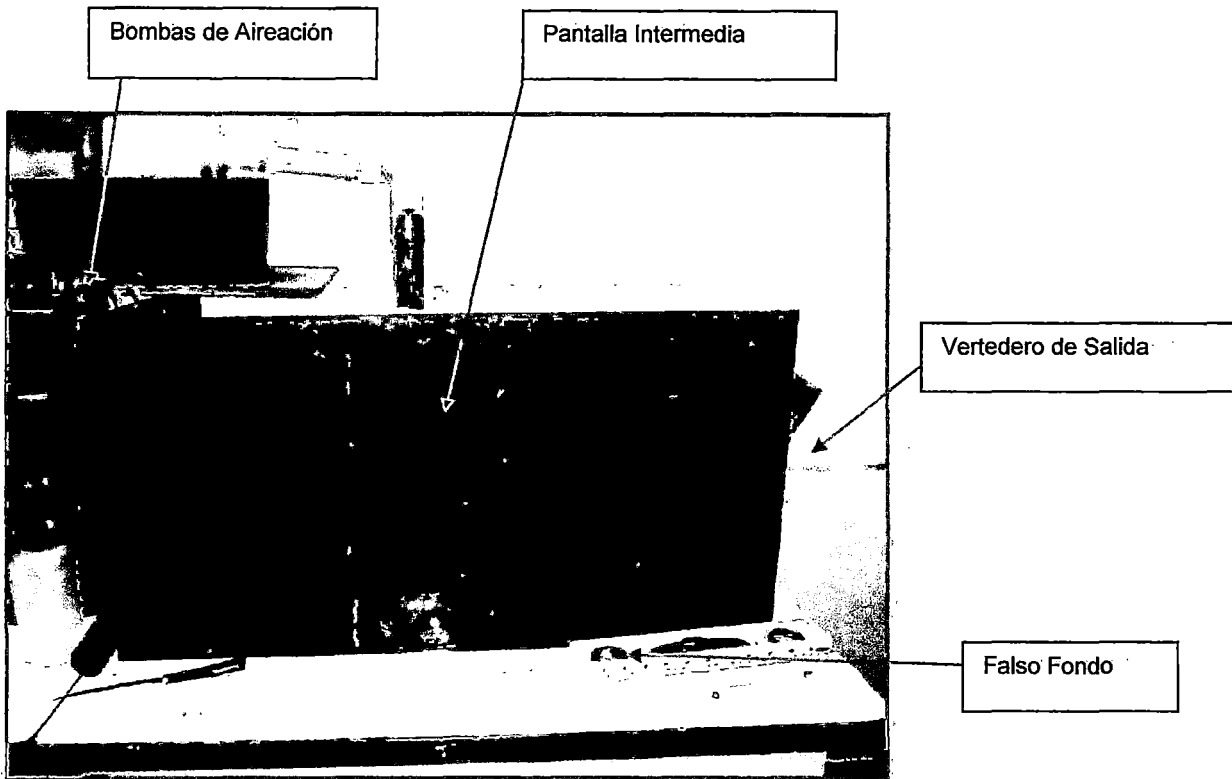 Bombas de Aireación
Pantalla Intermedia
Vertedero de Salida
Falso Fondo